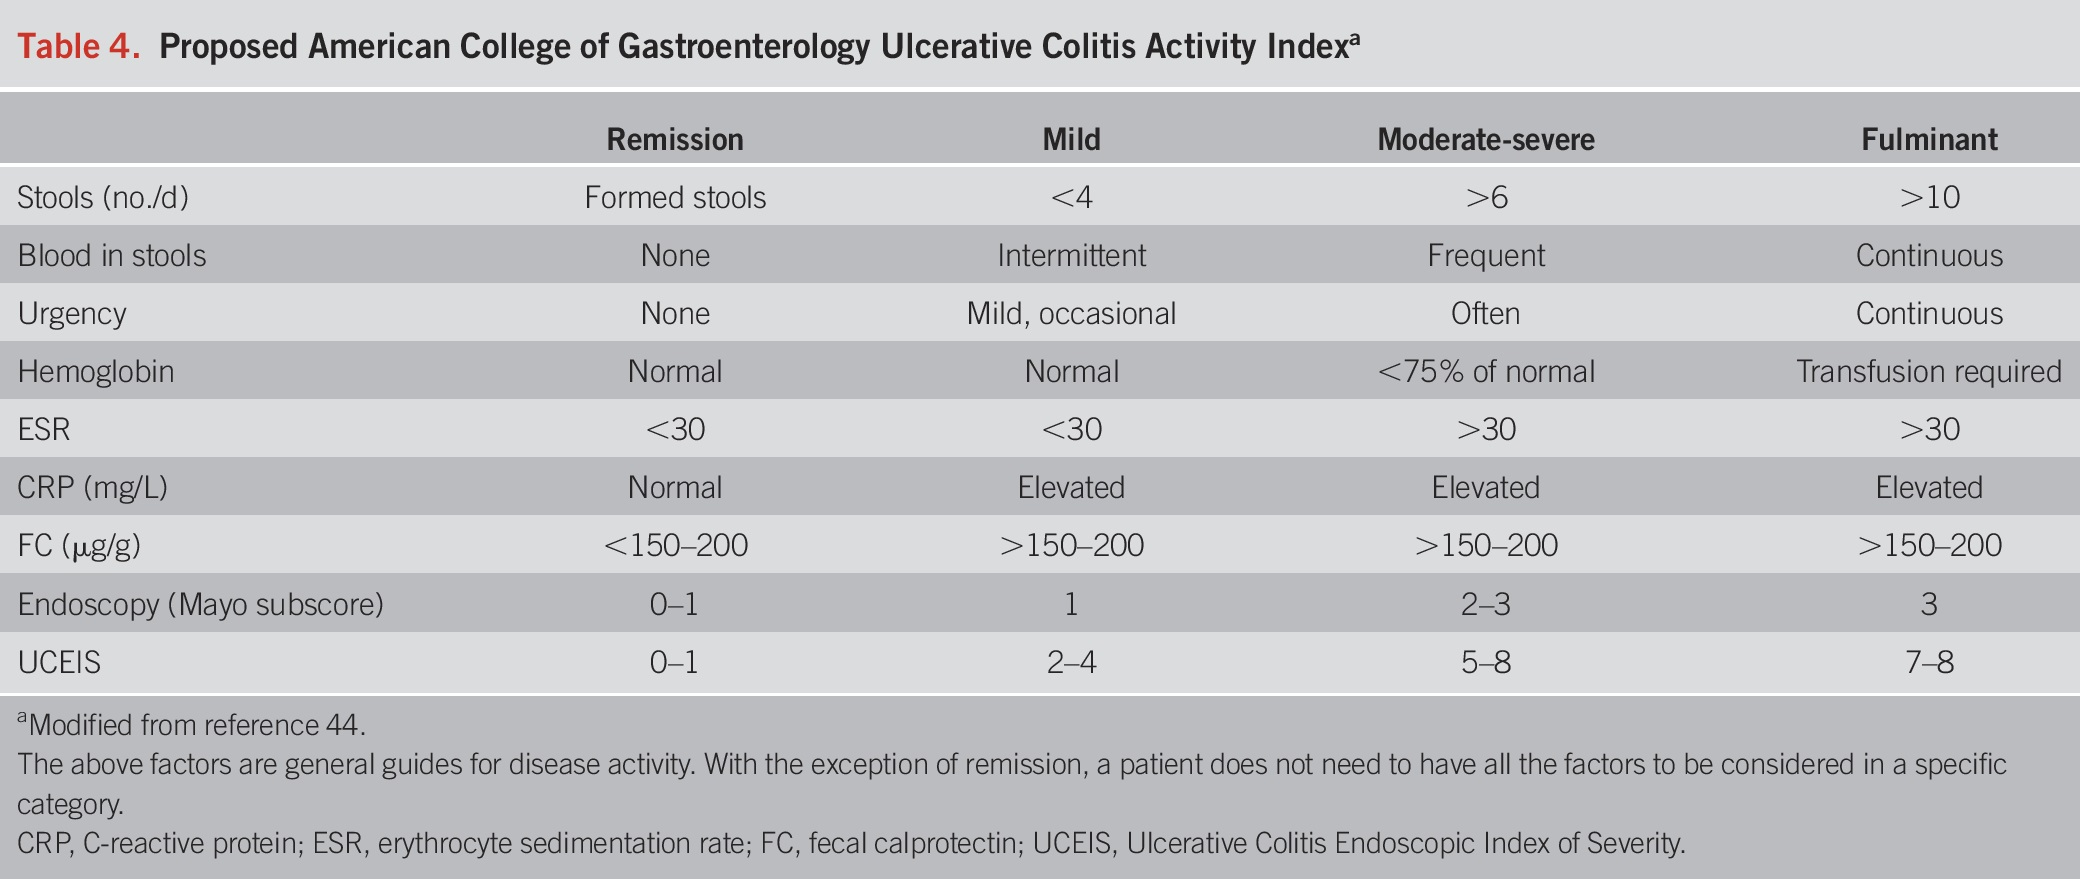 Table 4. Proposed American College of Gastroenterology Ulcerative Colitis Activity Indexᵃ
Remission Mild Moderate-severe Fulminant
Stools (no./d) Formed stools <4 >6 >10
Blood in stools None Intermittent Frequent Continuous
Urgency None Mild, occasional Often Continuous
Hemoglobin Normal Normal <75% of normal Transfusion required
ESR <30 <30 >30 >30
CRP (mg/L) Normal Elevated Elevated Elevated
FC (μg/g) <150–200 >150–200 >150–200 >150–200
Endoscopy (Mayo subscore) 0–1 1 2–3 3
UCEIS 0–1 2–4 5–8 7–8
ᵃModified from reference 44.
The above factors are general guides for disease activity. With the exception of remission, a patient does not need to have all the factors to be considered in a specific
category.
CRP, C-reactive protein; ESR, erythrocyte sedimentation rate; FC, fecal calprotectin; UCEIS, Ulcerative Colitis Endoscopic Index of Severity.